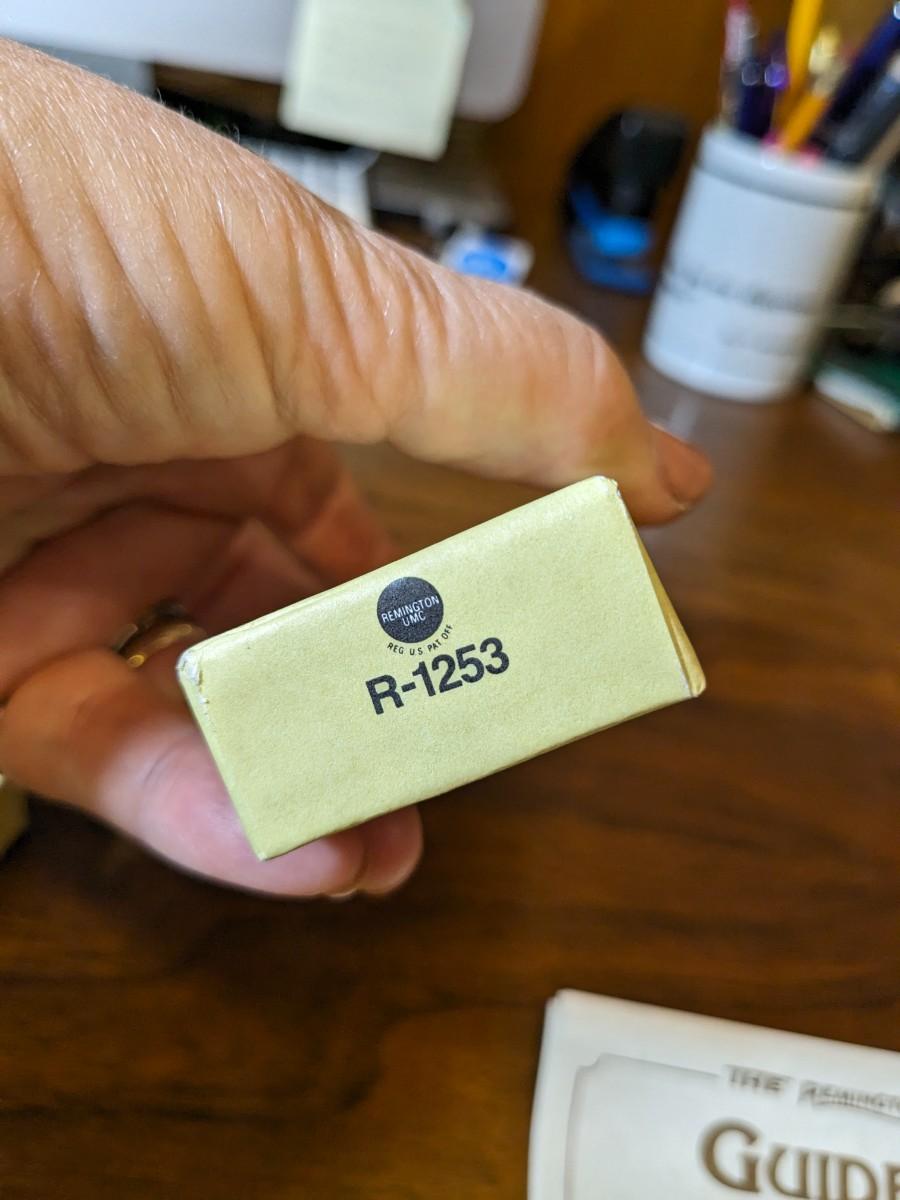 REMINGTON
UMC
REG U.S. PAT OFF
R-1253
THE REMINGTON
GUIDE